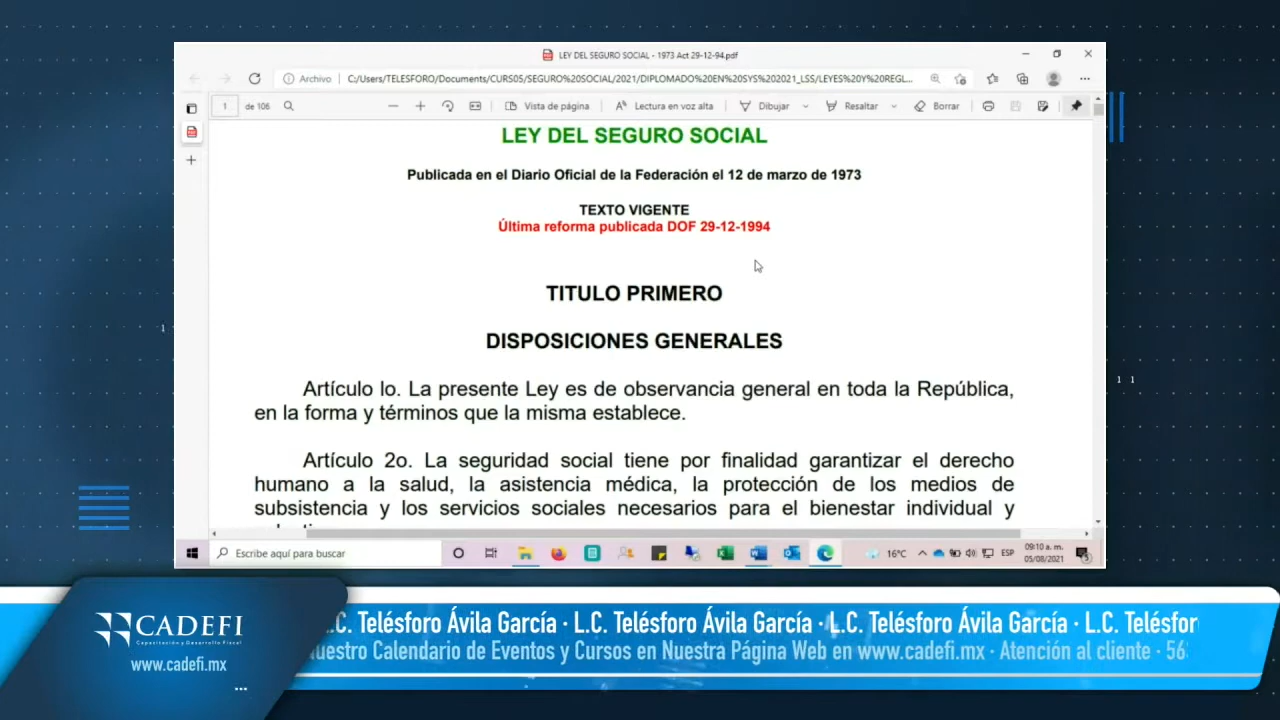 LEY DEL SEGURO SOCIAL - 1973 Act 29-12-94.pdf
Archivo
C:/Users/TELESFORO/Documents/CURSOS/SEGURO%20SOCIAL/2021/DIPLOMADO%20EN%20SYS%202021_LSS/LEYES%20Y%20REGL...
1 de 106
Vista de página
Lectura en voz alta
Dibujar
Resaltar
Borrar
LEY DEL SEGURO SOCIAL
Publicada en el Diario Oficial de la Federación el 12 de marzo de 1973
TEXTO VIGENTE
Última reforma publicada DOF 29-12-1994
TITULO PRIMERO
DISPOSICIONES GENERALES
Artículo lo. La presente Ley es de observancia general en toda la República,
en la forma y términos que la misma establece.
Artículo 2o. La seguridad social tiene por finalidad garantizar el derecho
humano a la salud, la asistencia médica, la protección de los medios de
subsistencia y los servicios sociales necesarios para el bienestar individual y
Escribe aquí para buscar
16°C
ESP
09:10 a. m.
05/08/2021
5
1
1 1
CADEFI
Capacitación y Desarrollo Fiscal
www.cadefi.mx
...
L.C. Telésforo Ávila García · L.C. Telésforo Ávila García · L.C. Telésforo Ávila García · L.C. Telésfor
uestro Calendario de Eventos y Cursos en Nuestra Página Web en www.cadefi.mx · Atención al cliente · 56